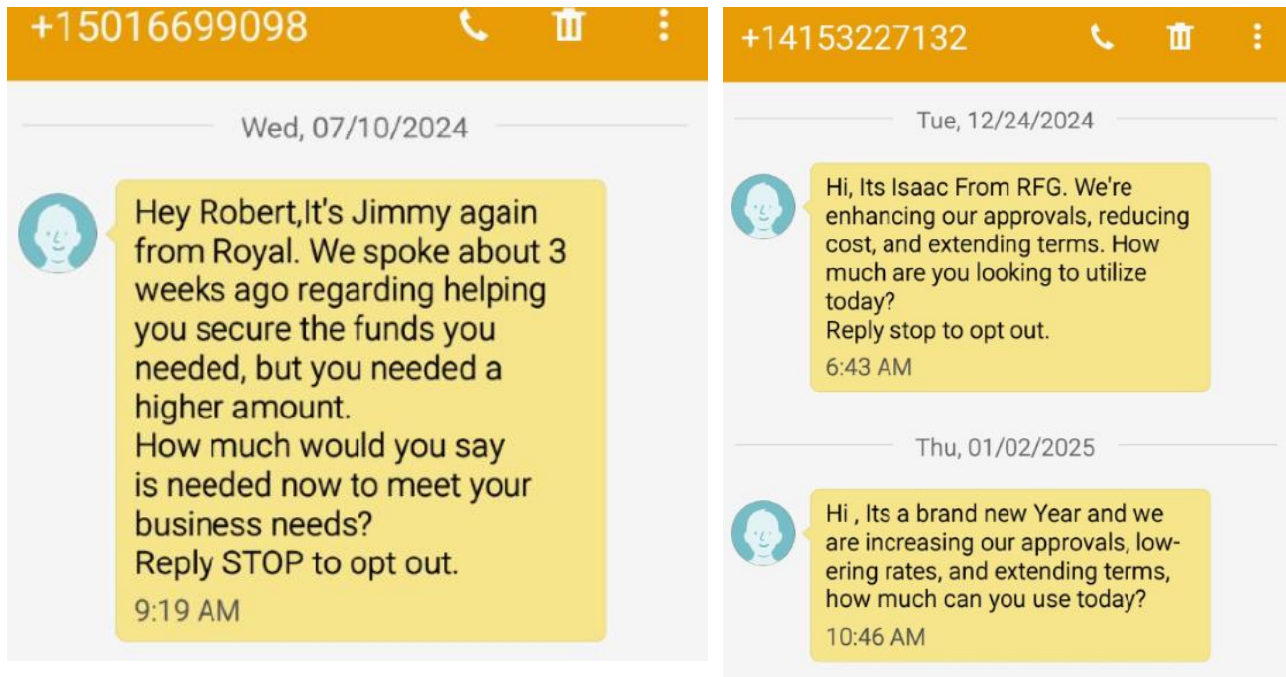 +15016699098
Wed, 07/10/2024
Hey Robert,It's Jimmy again
from Royal. We spoke about 3
weeks ago regarding helping
you secure the funds you
needed, but you needed a
higher amount.
How much would you say
is needed now to meet your
business needs?
Reply STOP to opt out.
9:19 AM
+14153227132
Tue, 12/24/2024
Hi, Its Isaac From RFG. We're
enhancing our approvals, reducing
cost, and extending terms. How
much are you looking to utilize
today?
Reply stop to opt out.
6:43 AM
Thu, 01/02/2025
Hi , Its a brand new Year and we
are increasing our approvals, low-
ering rates, and extending terms,
how much can you use today?
10:46 AM